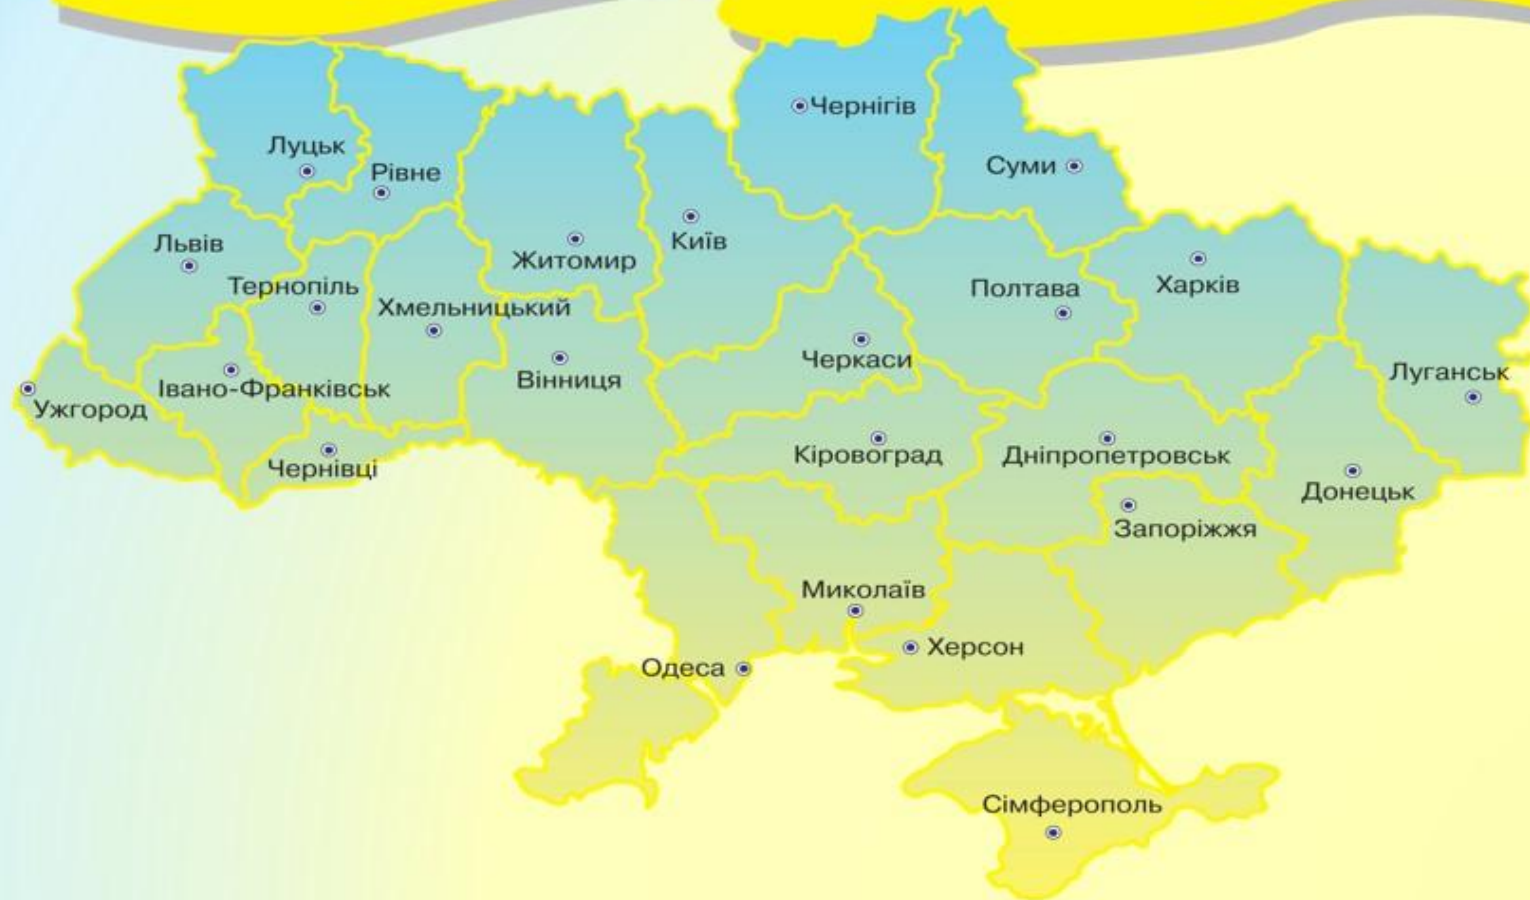 Чернігів
Луцьк
Суми
Рівне
Київ
Львів
Житомир
Тернопіль
Полтава
Харків
Хмельницький
Черкаси
Луганськ
Вінниця
Івано-Франківськ
Ужгород
Кіровоград
Дніпропетровськ
Чернівці
Донецьк
Запоріжжя
Миколаїв
Херсон
Одеса
Сімферополь